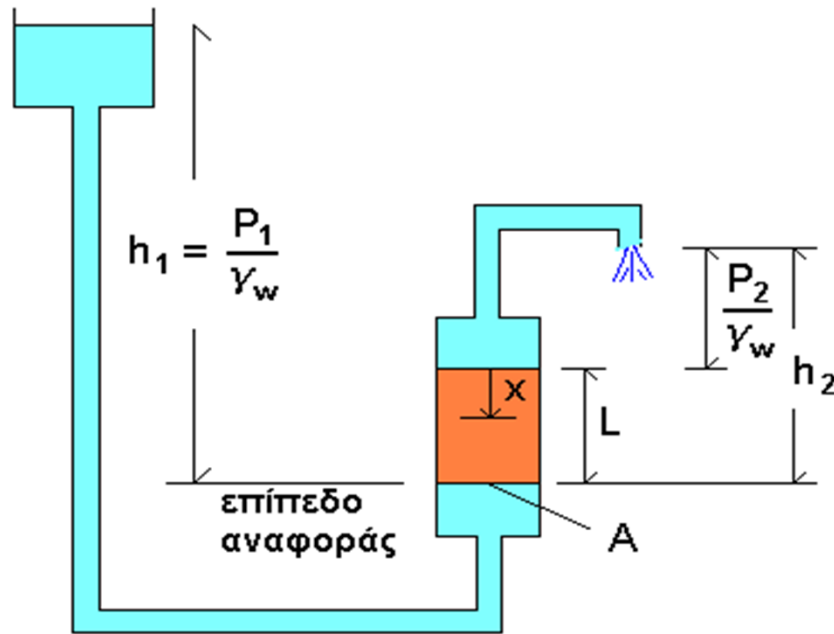 h₁ = P₁/γw
P₂/γw
h₂
x
L
επίπεδο
αναφοράς
A